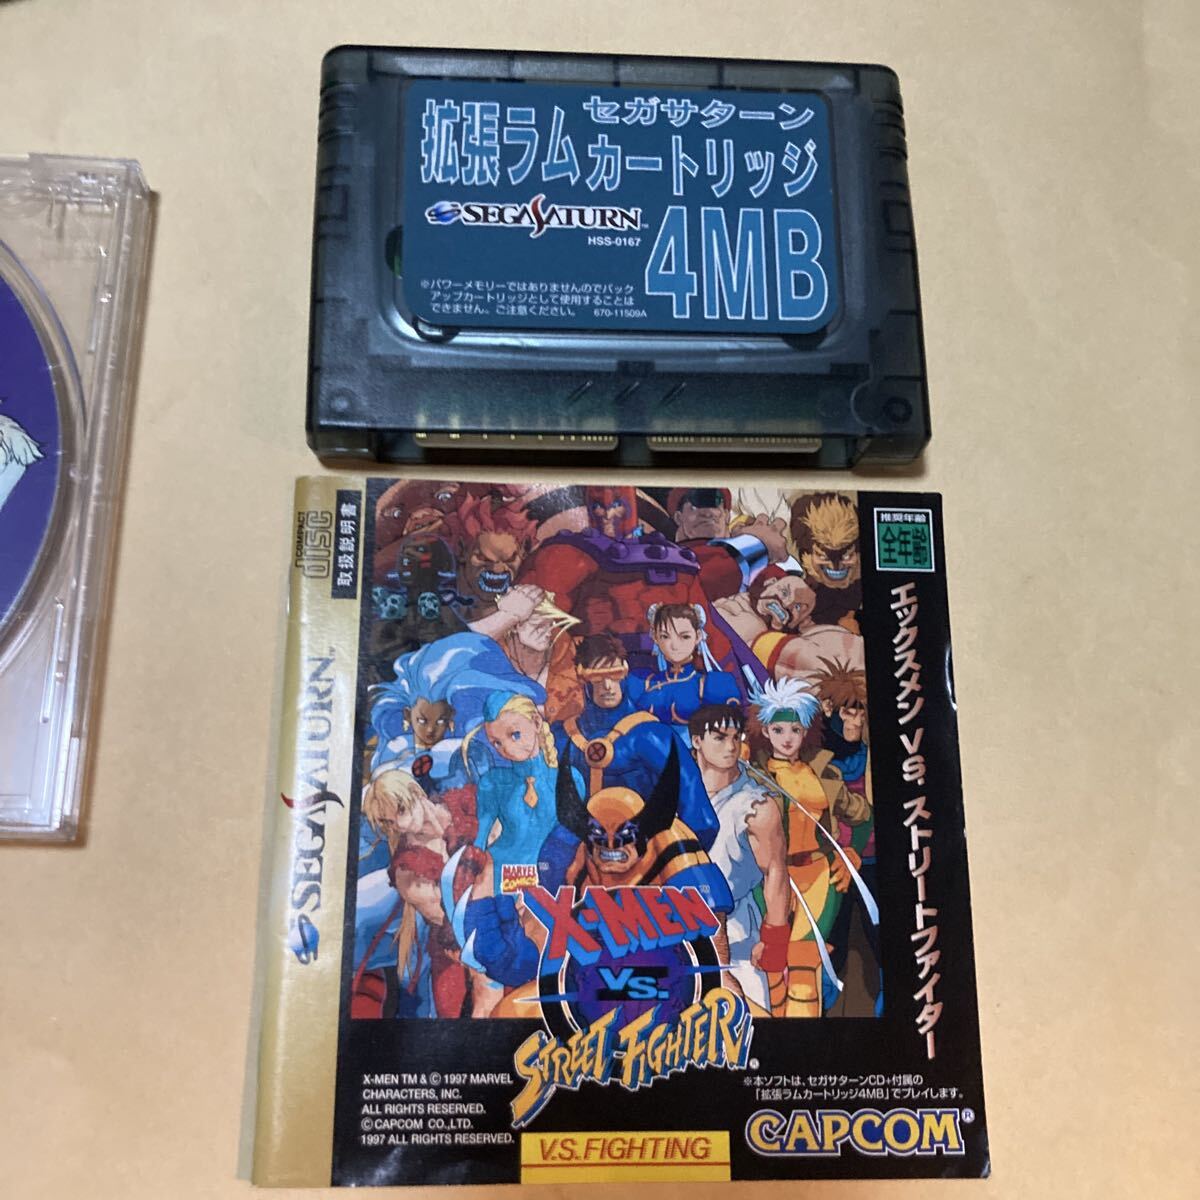 セガサターン
拡張ラムカートリッジ
SEGA SATURN™
HSS-0167
4MB
※パワーメモリーではありませんのでバック
アップカートリッジとして使用することは
できません。ご注意ください。 670-11509A
COMPACT
disc
取扱説明書
SEGA SATURN™
推奨年齢
全年齢
エックスメン VS. ストリートファイター
MARVEL
COMICS™
X-MEN™
VS.
STREET FIGHTER®
X-MEN TM & © 1997 MARVEL
CHARACTERS, INC.
ALL RIGHTS RESERVED.
©CAPCOM CO.,LTD.
1997 ALL RIGHTS RESERVED.
※本ソフトは、セガサターンCD+付属の
「拡張ラムカートリッジ4MB」でプレイします。
CAPCOM®
V.S.FIGHTING